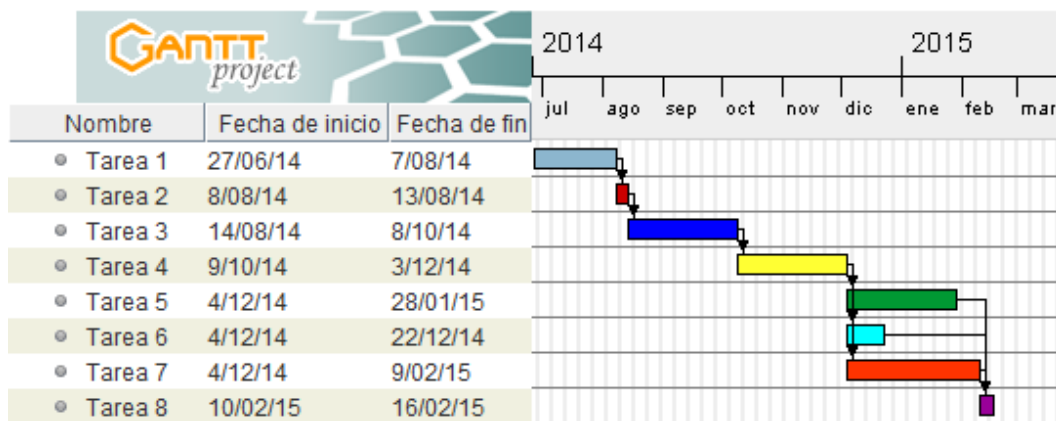 GANTT
project
2014 2015
jul ago sep oct nov dic ene feb mar
Nombre Fecha de inicio Fecha de fin
Tarea 1 27/06/14 7/08/14
Tarea 2 8/08/14 13/08/14
Tarea 3 14/08/14 8/10/14
Tarea 4 9/10/14 3/12/14
Tarea 5 4/12/14 28/01/15
Tarea 6 4/12/14 22/12/14
Tarea 7 4/12/14 9/02/15
Tarea 8 10/02/15 16/02/15